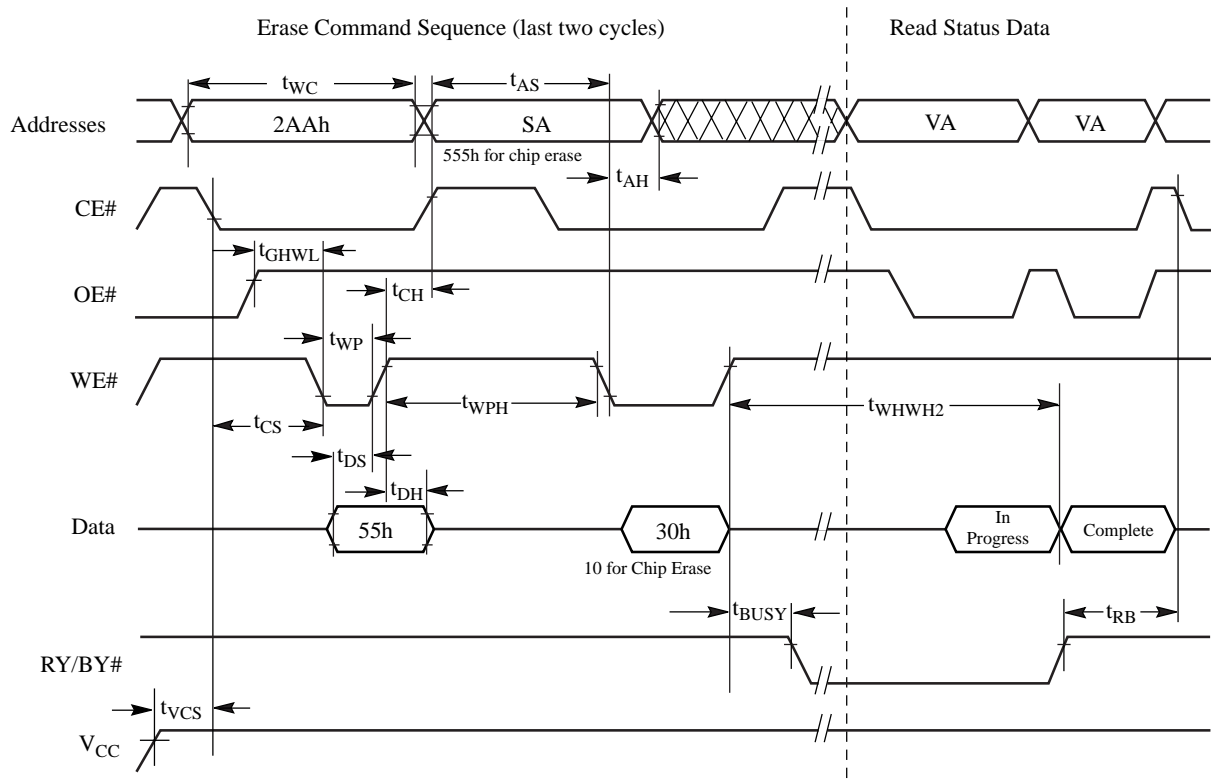 Erase Command Sequence (last two cycles)
Read Status Data
tWC
tAS
Addresses
2AAh
SA
VA
VA
555h for chip erase
tAH
CE#
tGHWL
OE#
tCH
tWP
WE#
tWPH
tWHWH2
tCS
tDS
tDH
Data
55h
30h
In
Progress
Complete
10 for Chip Erase
tBUSY
tRB
RY/BY#
tVCS
VCC